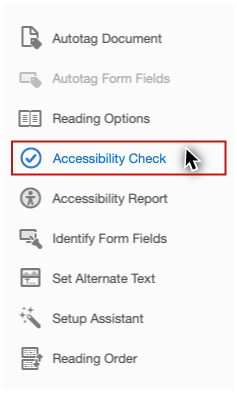 Autotag Document
Autotag Form Fields
Reading Options
Accessibility Check
Accessibility Report
Identify Form Fields
Set Alternate Text
Setup Assistant
Reading Order